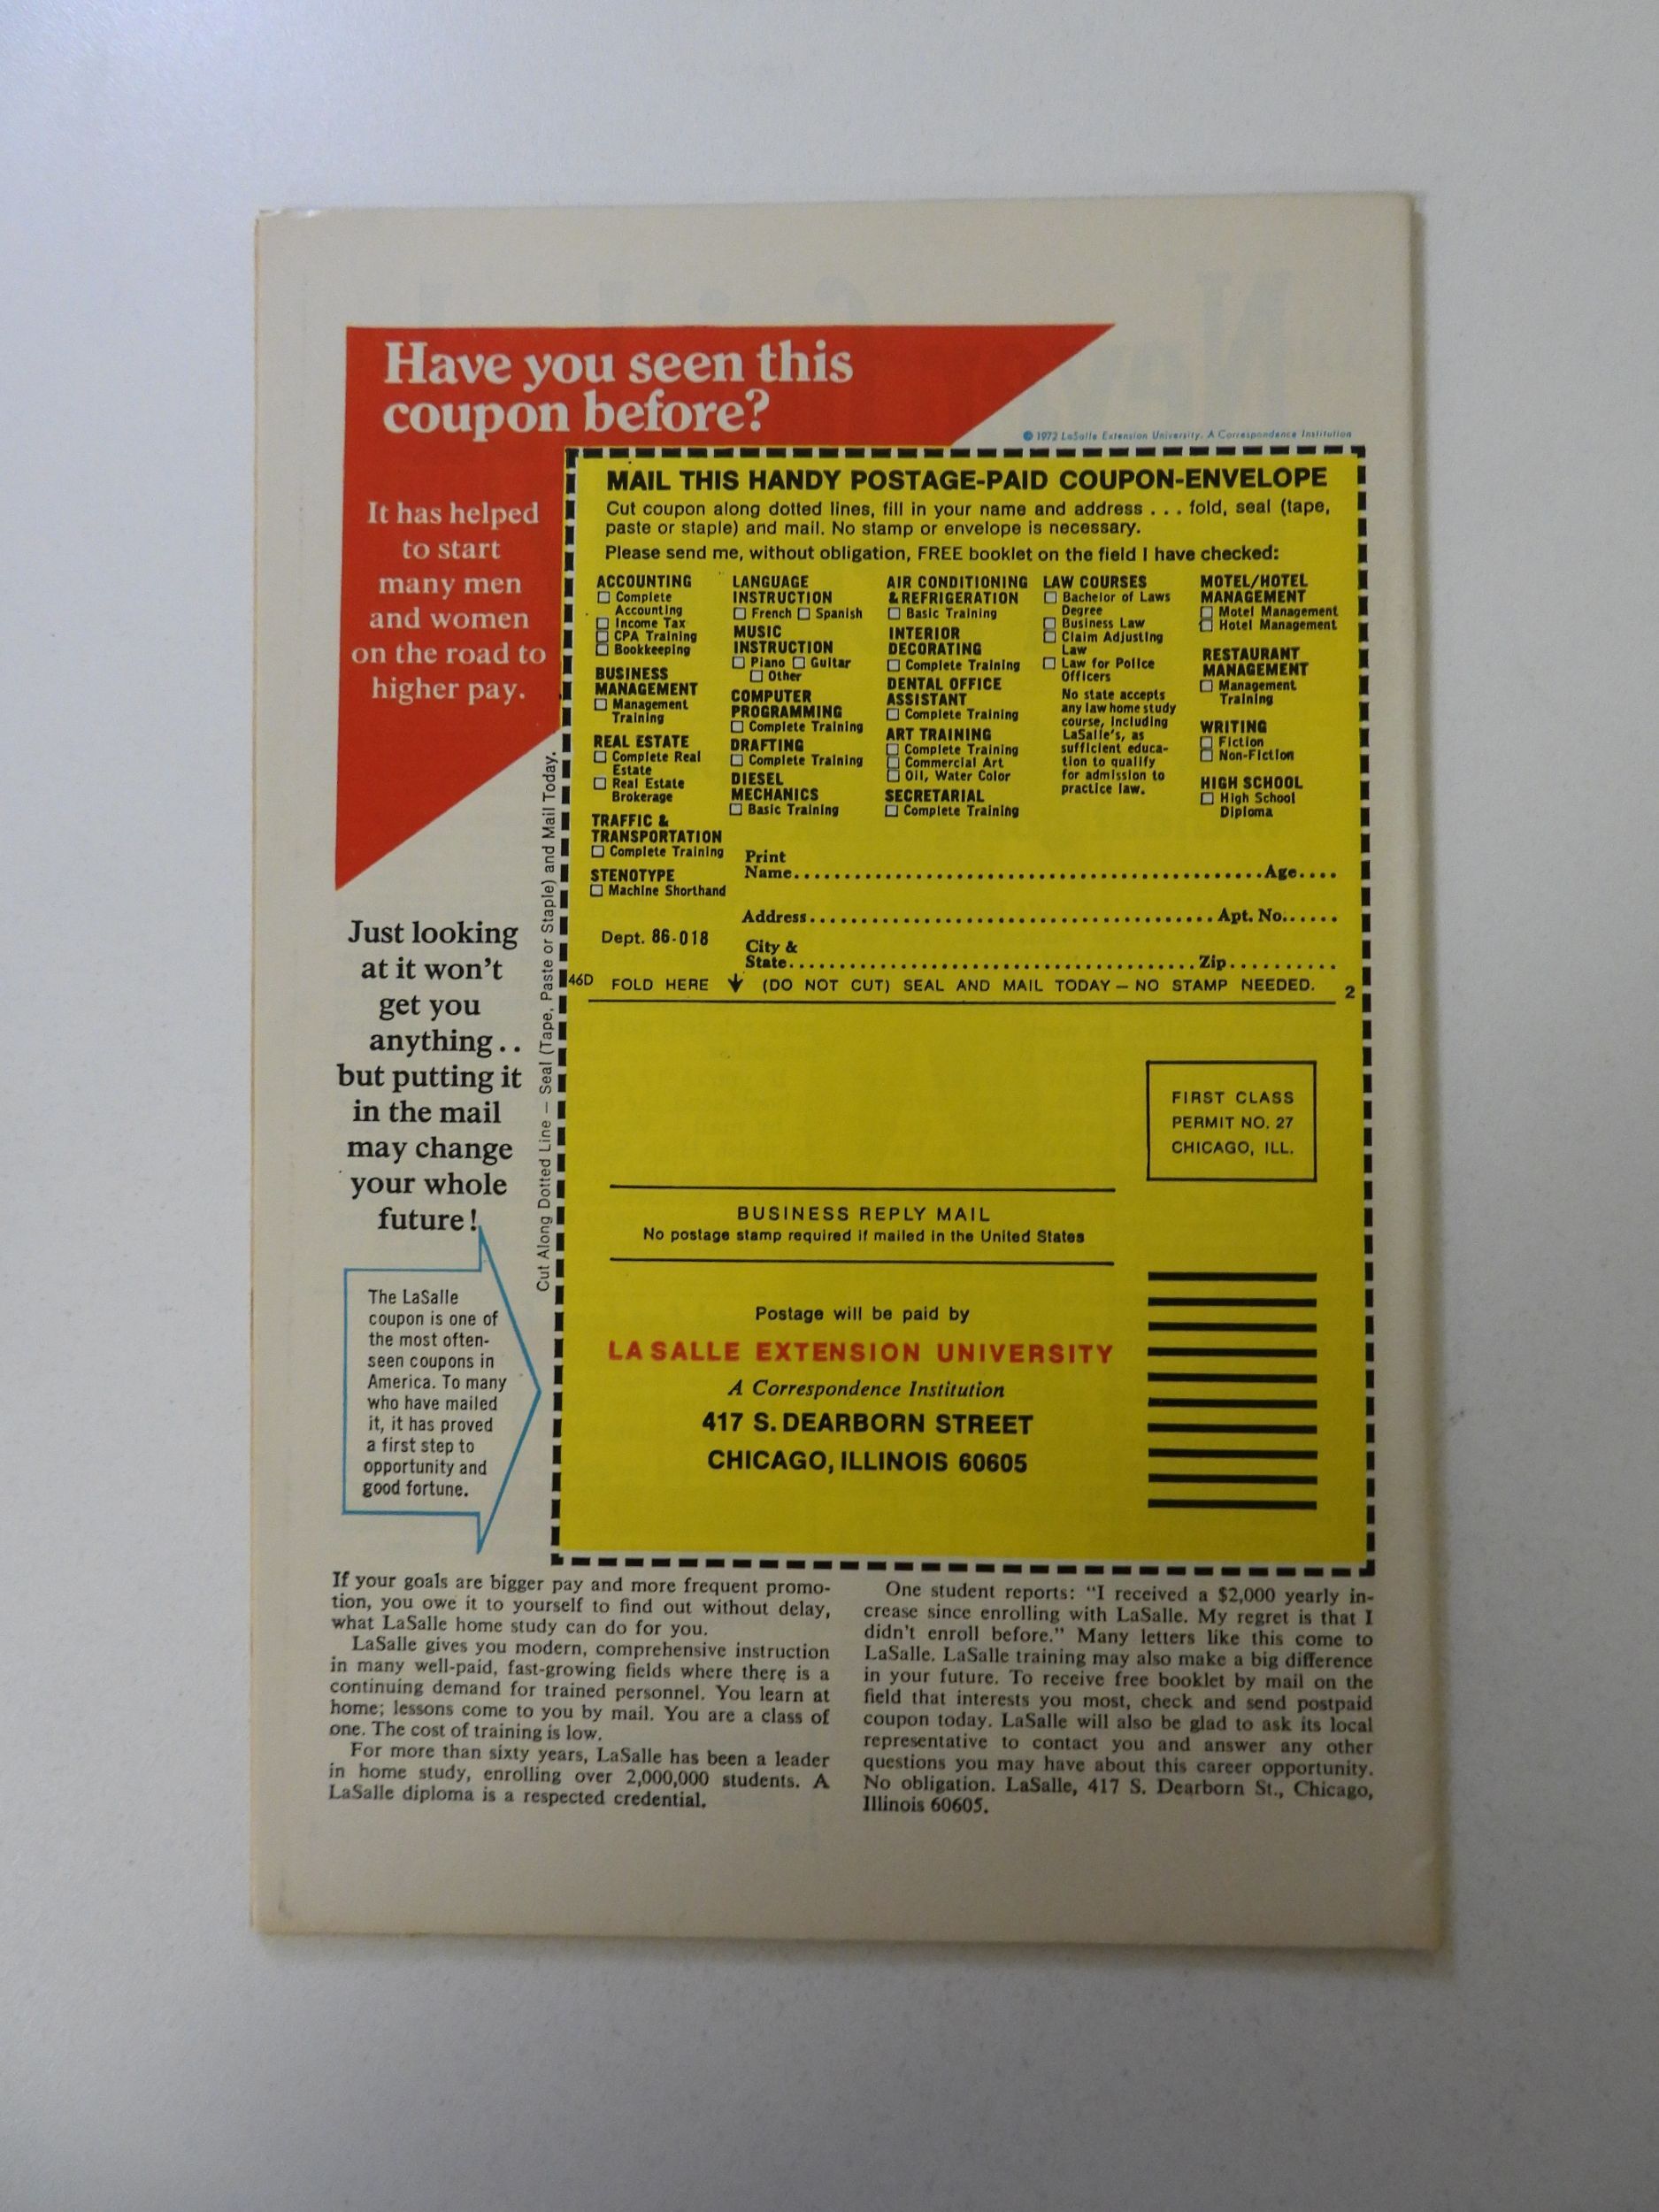 Have you seen this
coupon before?
© 1972 LaSalle Extension University. A Correspondence Institution
It has helped
to start
many men
and women
on the road to
higher pay.
Just looking
at it won't
get you
anything..
but putting it
in the mail
may change
your whole
future!
The LaSalle
coupon is one of
the most often-
seen coupons in
America. To many
who have mailed
it, it has proved
a first step to
opportunity and
good fortune.
Cut Along Dotted Line — Seal (Tape, Paste or Staple) and Mail Today.
MAIL THIS HANDY POSTAGE-PAID COUPON-ENVELOPE
Cut coupon along dotted lines, fill in your name and address . . . fold, seal (tape,
paste or staple) and mail. No stamp or envelope is necessary.
Please send me, without obligation, FREE booklet on the field I have checked:
ACCOUNTING
Complete
Accounting
Income Tax
CPA Training
Bookkeeping
BUSINESS
MANAGEMENT
Management
Training
REAL ESTATE
Complete Real
Estate
Real Estate
Brokerage
TRAFFIC &
TRANSPORTATION
Complete Training
STENOTYPE
Machine Shorthand
LANGUAGE
INSTRUCTION
French Spanish
MUSIC
INSTRUCTION
Piano Guitar
Other
COMPUTER
PROGRAMMING
Complete Training
DRAFTING
Complete Training
DIESEL
MECHANICS
Basic Training
AIR CONDITIONING
& REFRIGERATION
Basic Training
INTERIOR
DECORATING
Complete Training
DENTAL OFFICE
ASSISTANT
Complete Training
ART TRAINING
Complete Training
Commercial Art
Oil, Water Color
SECRETARIAL
Complete Training
LAW COURSES
Bachelor of Laws
Degree
Business Law
Claim Adjusting
Law
Law for Police
Officers
No state accepts
any law home study
course, including
LaSalle's, as
sufficient educa-
tion to qualify
for admission to
practice law.
MOTEL/HOTEL
MANAGEMENT
Motel Management
Hotel Management
RESTAURANT
MANAGEMENT
Management
Training
WRITING
Fiction
Non-Fiction
HIGH SCHOOL
High School
Diploma
Print
Name Age
Address Apt. No.
Dept. 86-018
City &
State Zip
46D FOLD HERE (DO NOT CUT) SEAL AND MAIL TODAY — NO STAMP NEEDED. 2
FIRST CLASS
PERMIT NO. 27
CHICAGO, ILL.
BUSINESS REPLY MAIL
No postage stamp required if mailed in the United States
Postage will be paid by
LA SALLE EXTENSION UNIVERSITY
A Correspondence Institution
417 S. DEARBORN STREET
CHICAGO, ILLINOIS 60605
If your goals are bigger pay and more frequent promo-
tion, you owe it to yourself to find out without delay,
what LaSalle home study can do for you.
LaSalle gives you modern, comprehensive instruction
in many well-paid, fast-growing fields where there is a
continuing demand for trained personnel. You learn at
home; lessons come to you by mail. You are a class of
one. The cost of training is low.
For more than sixty years, LaSalle has been a leader
in home study, enrolling over 2,000,000 students. A
LaSalle diploma is a respected credential.
One student reports: "I received a $2,000 yearly in-
crease since enrolling with LaSalle. My regret is that I
didn't enroll before." Many letters like this come to
LaSalle. LaSalle training may also make a big difference
in your future. To receive free booklet by mail on the
field that interests you most, check and send postpaid
coupon today. LaSalle will also be glad to ask its local
representative to contact you and answer any other
questions you may have about this career opportunity.
No obligation. LaSalle, 417 S. Dearborn St., Chicago,
Illinois 60605.